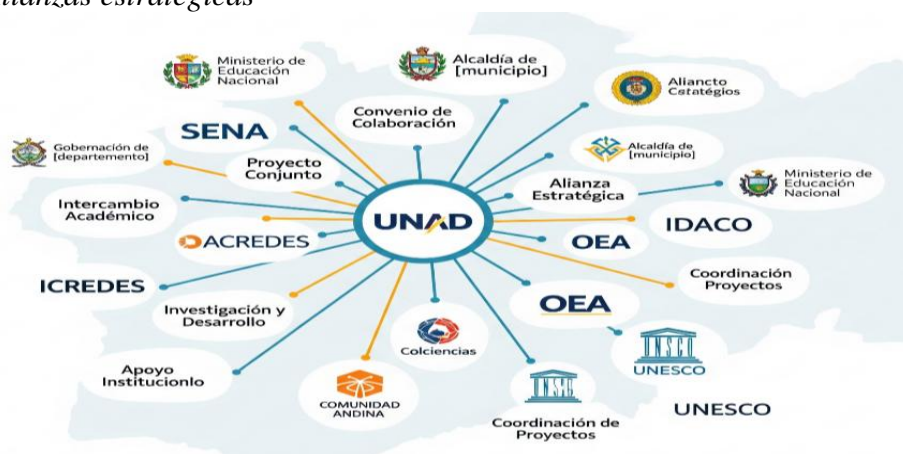 alianzas estratégicas
Ministerio de
Educación
Nacional
Alcaldía de
[municipio]
Aliancto
Cstatégios
SENA
Convenio de
Colaboración
Gobernación de
[departemento]
Proyecto
Conjunto
Alcaldía de
[municipio]
Alianza
Estratégica
Ministerio de
Educación
Nacional
Intercambio
Académico
UNAD
IDACO
ACREDES
OEA
ICREDES
Coordinación
Proyectos
Investigación y
Desarrollo
OEA
Colciencias
UNESCO
Apoyo
Institucionlo
COMUNIDAD
ANDINA
UNESCO
Coordinación de
Proyectos